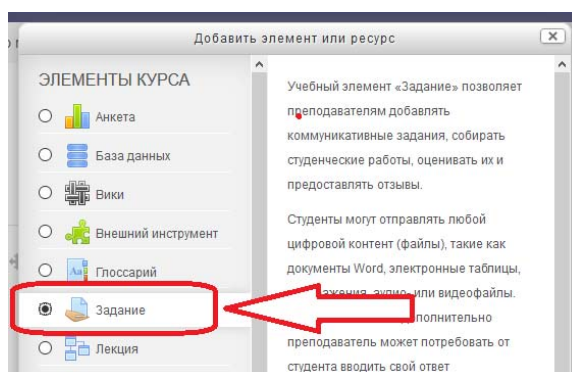 Добавить элемент или ресурс
ЭЛЕМЕНТЫ КУРСА
Анкета
База данных
Вики
Внешний инструмент
Глоссарий
Задание
Лекция
Учебный элемент «Задание» позволяет
преподавателям добавлять
коммуникативные задания, собирать
студенческие работы, оценивать их и
предоставлять отзывы.
Студенты могут отправлять любой
цифровой контент (файлы), такие как
документы Word, электронные таблицы,
аудио- или видеофайлы.
преподаватель может потребовать от
студента вводить свой ответ